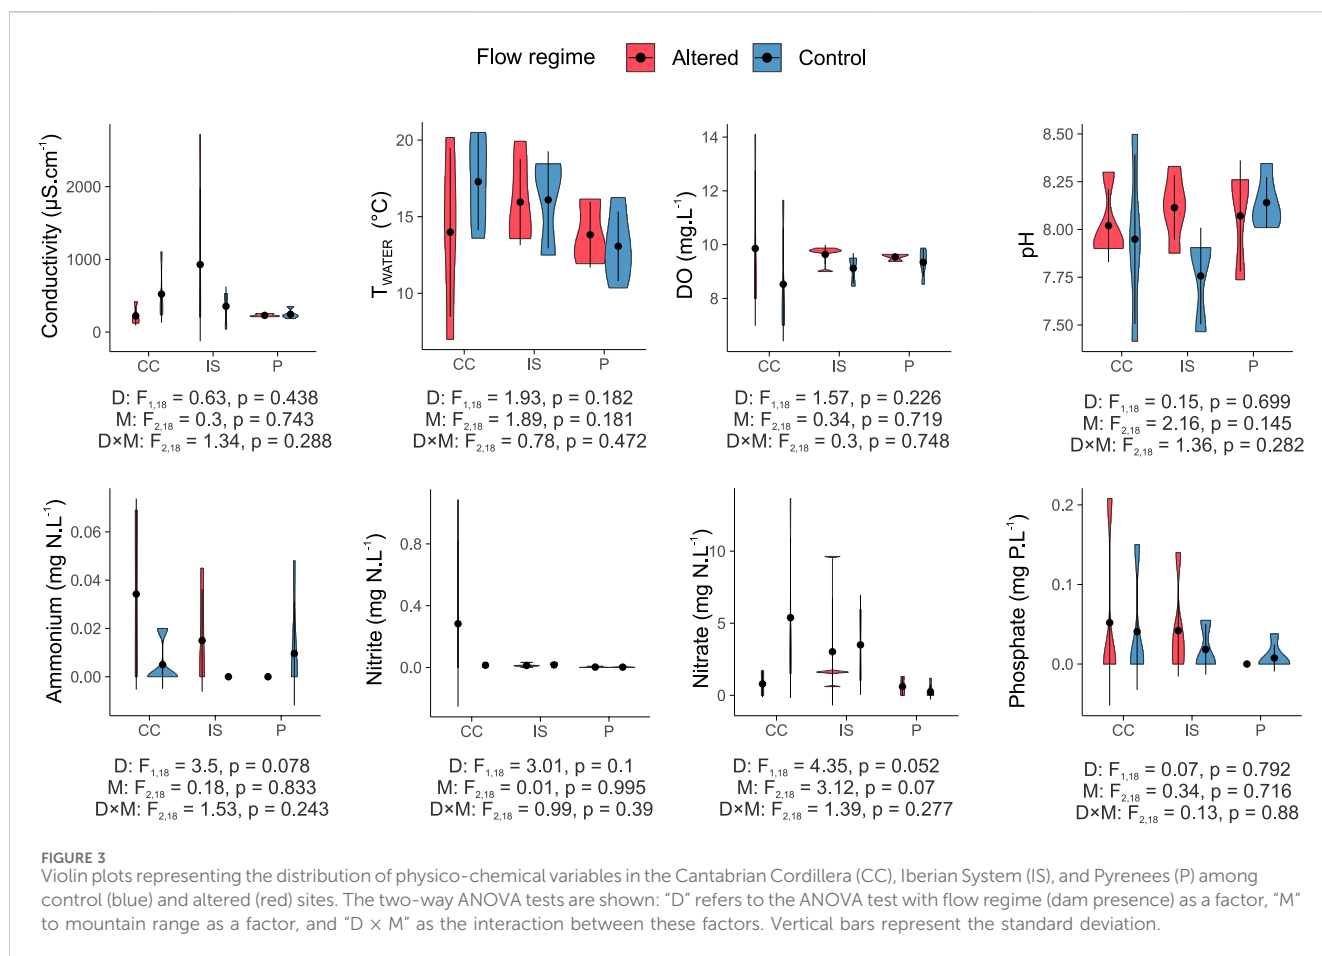 Flow regime Altered Control
Conductivity (µS.cm⁻¹)
2000
1000
0
CC IS P
D: F₁,₁₈ = 0.63, p = 0.438
M: F₂,₁₈ = 0.3, p = 0.743
D×M: F₂,₁₈ = 1.34, p = 0.288
T_WATER (°C)
20
15
10
CC IS P
D: F₁,₁₈ = 1.93, p = 0.182
M: F₂,₁₈ = 1.89, p = 0.181
D×M: F₂,₁₈ = 0.78, p = 0.472
DO (mg.L⁻¹)
14
12
10
8
CC IS P
D: F₁,₁₈ = 1.57, p = 0.226
M: F₂,₁₈ = 0.34, p = 0.719
D×M: F₂,₁₈ = 0.3, p = 0.748
pH
8.50
8.25
8.00
7.75
7.50
CC IS P
D: F₁,₁₈ = 0.15, p = 0.699
M: F₂,₁₈ = 2.16, p = 0.145
D×M: F₂,₁₈ = 1.36, p = 0.282
Ammonium (mg N.L⁻¹)
0.06
0.04
0.02
0.00
CC IS P
D: F₁,₁₈ = 3.5, p = 0.078
M: F₂,₁₈ = 0.18, p = 0.833
D×M: F₂,₁₈ = 1.53, p = 0.243
Nitrite (mg N.L⁻¹)
0.8
0.4
0.0
CC IS P
D: F₁,₁₈ = 3.01, p = 0.1
M: F₂,₁₈ = 0.01, p = 0.995
D×M: F₂,₁₈ = 0.99, p = 0.39
Nitrate (mg N.L⁻¹)
10
5
0
CC IS P
D: F₁,₁₈ = 4.35, p = 0.052
M: F₂,₁₈ = 3.12, p = 0.07
D×M: F₂,₁₈ = 1.39, p = 0.277
Phosphate (mg P.L⁻¹)
0.2
0.1
0.0
CC IS P
D: F₁,₁₈ = 0.07, p = 0.792
M: F₂,₁₈ = 0.34, p = 0.716
D×M: F₂,₁₈ = 0.13, p = 0.88
FIGURE 3
Violin plots representing the distribution of physico-chemical variables in the Cantabrian Cordillera (CC), Iberian System (IS), and Pyrenees (P) among
control (blue) and altered (red) sites. The two-way ANOVA tests are shown: “D” refers to the ANOVA test with flow regime (dam presence) as a factor, “M”
to mountain range as a factor, and “D × M” as the interaction between these factors. Vertical bars represent the standard deviation.